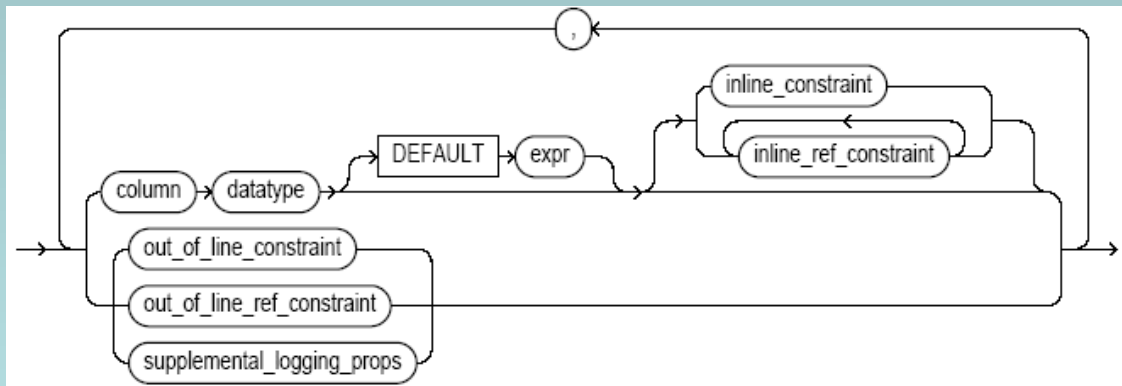 ,
inline_constraint
DEFAULT expr
inline_ref_constraint
column datatype
out_of_line_constraint
out_of_line_ref_constraint
supplemental_logging_props